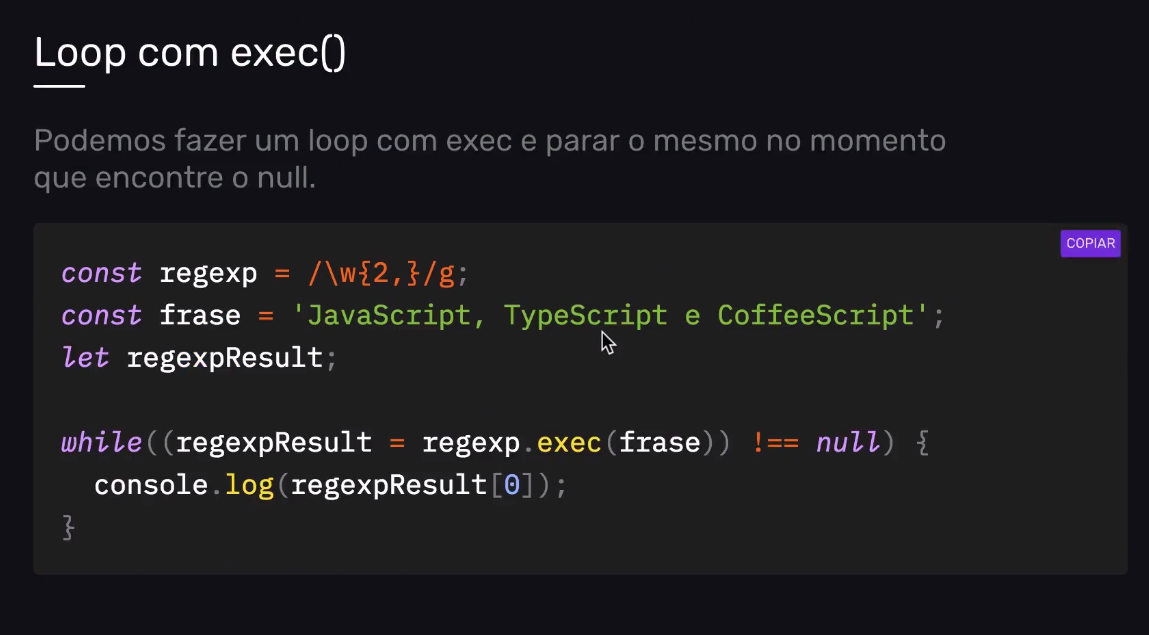 Loop com exec()
Podemos fazer um loop com exec e parar o mesmo no momento
que encontre o null.
COPIAR
const regexp = /\w{2,}/g;
const frase = 'JavaScript, TypeScript e CoffeeScript';
let regexpResult;
while((regexpResult = regexp.exec(frase)) !== null) {
  console.log(regexpResult[0]);
}